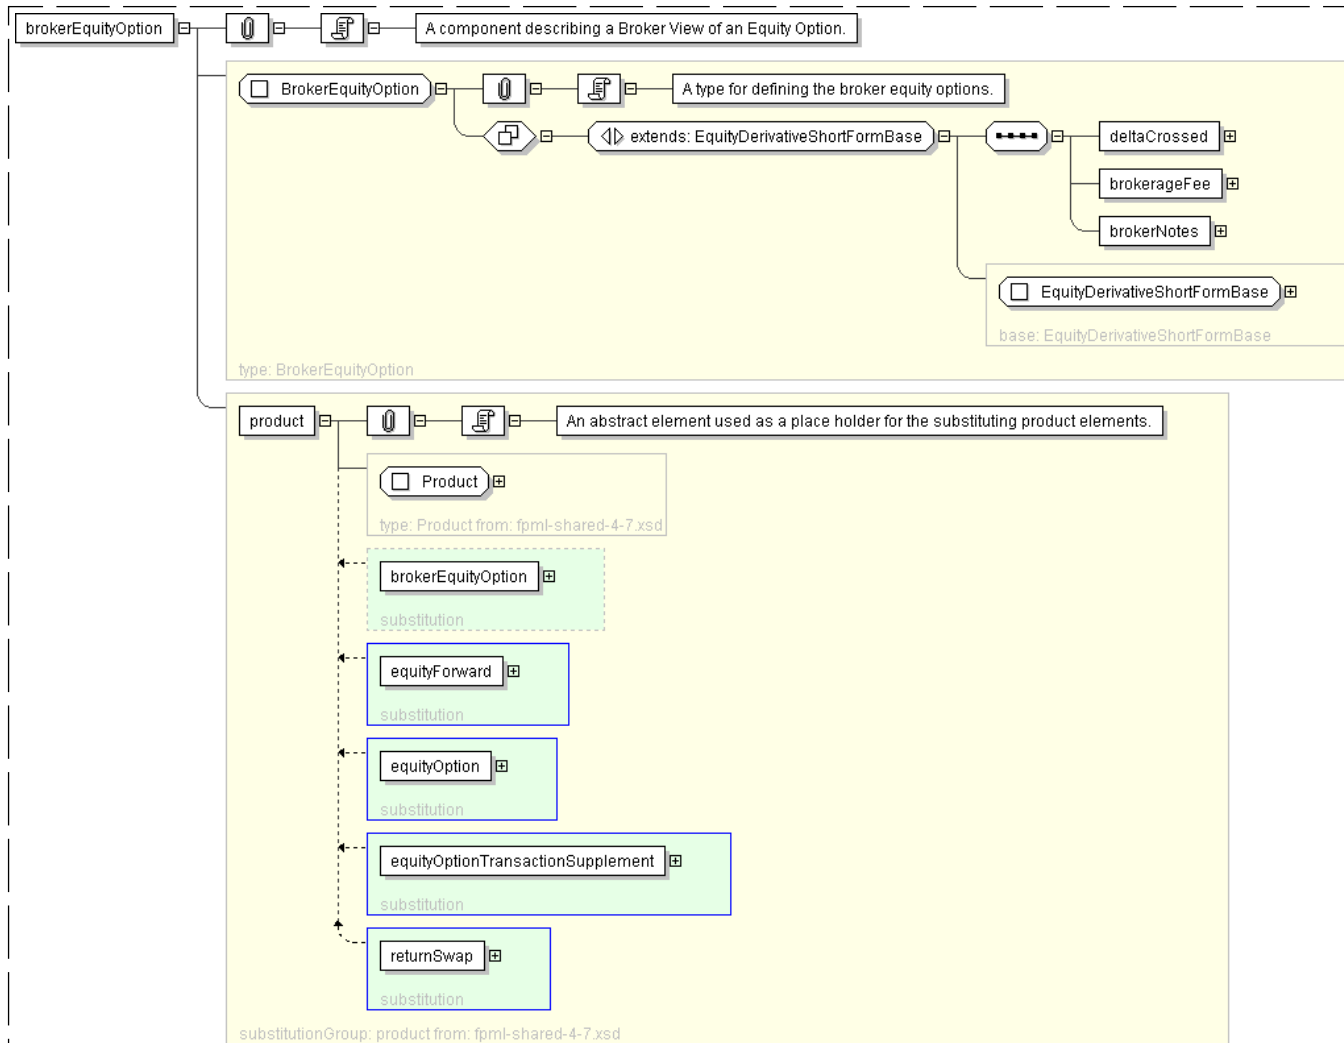 brokerEquityOption
A component describing a Broker View of an Equity Option.
BrokerEquityOption
A type for defining the broker equity options.
extends: EquityDerivativeShortFormBase
deltaCrossed
brokerageFee
brokerNotes
EquityDerivativeShortFormBase
base: EquityDerivativeShortFormBase
type: BrokerEquityOption
product
An abstract element used as a place holder for the substituting product elements.
Product
type: Product from: fpml-shared-4-7.xsd
brokerEquityOption
substitution
equityForward
substitution
equityOption
substitution
equityOptionTransactionSupplement
substitution
returnSwap
substitution
substitutionGroup: product from: fpml-shared-4-7.xsd